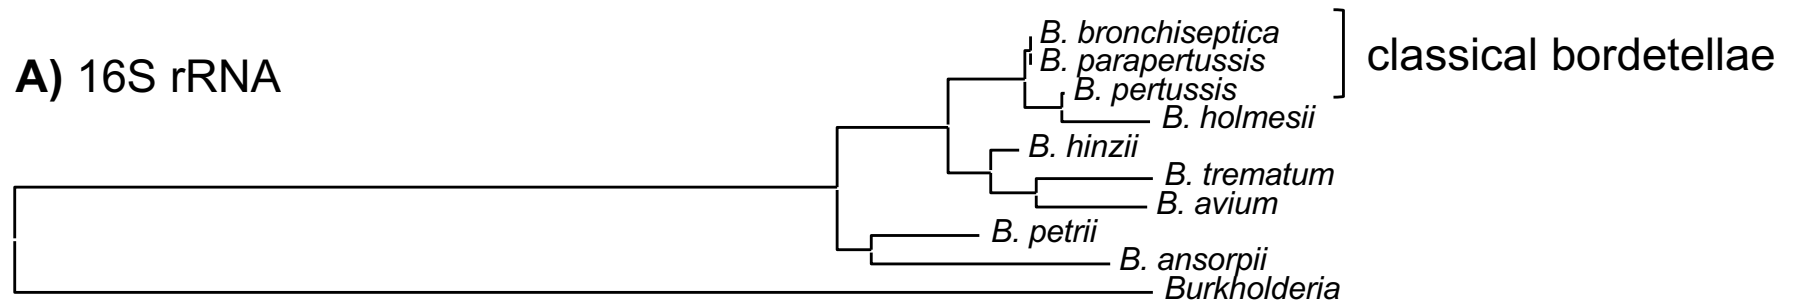 A) 16S rRNA
B. bronchiseptica
B. parapertussis
B. pertussis
B. holmesii
classical bordetellae
B. hinzii
B. trematum
B. avium
B. petrii
B. ansorpii
Burkholderia